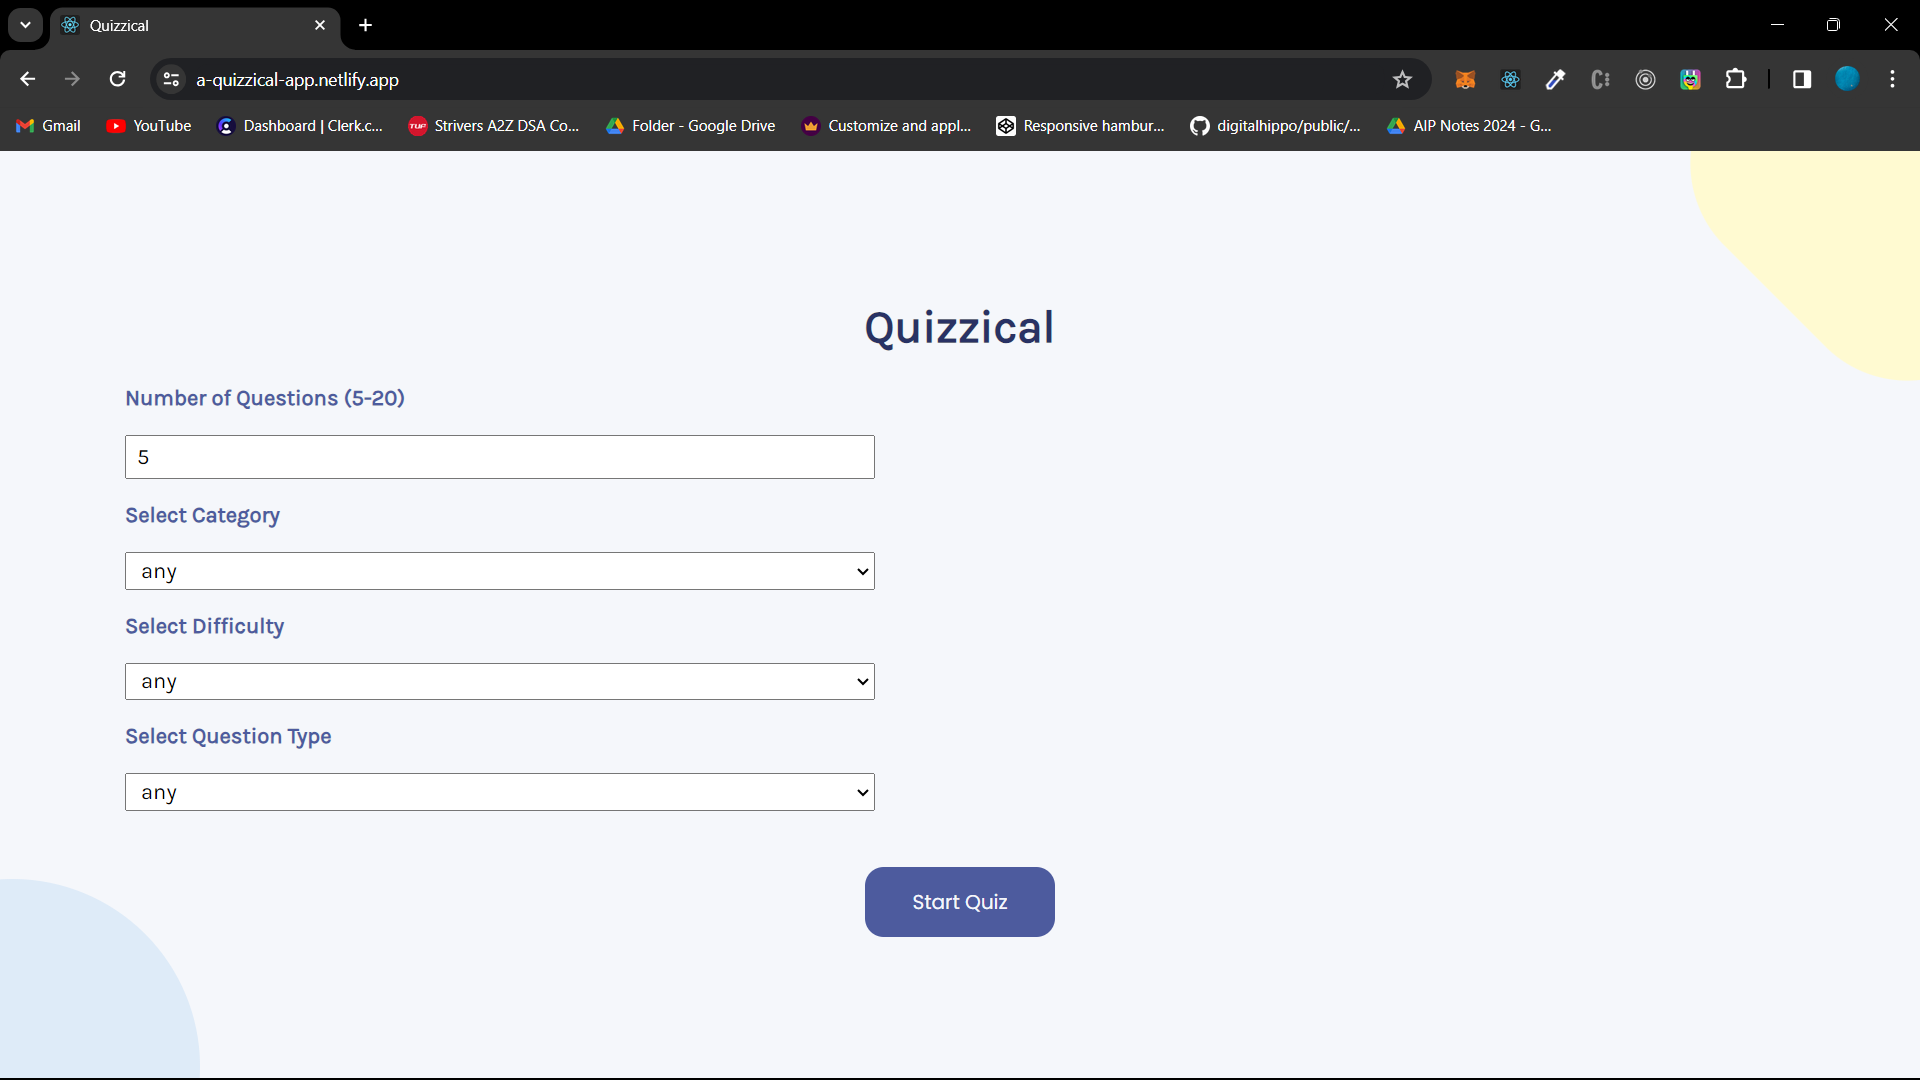 Quizzical
a-quizzical-app.netlify.app
Gmail YouTube Dashboard | Clerk.c... TUF Strivers A2Z DSA Co... Folder - Google Drive Customize and appl... Responsive hambur... digitalhippo/public/... AIP Notes 2024 - G...
Quizzical
Number of Questions (5-20)
5
Select Category
any
Select Difficulty
any
Select Question Type
any
Start Quiz